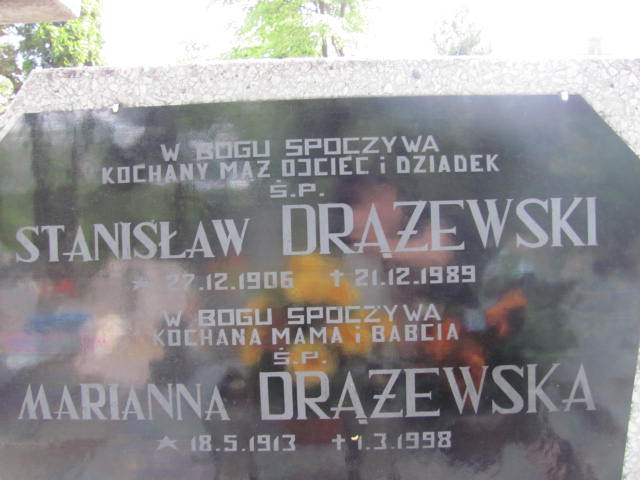 W BOGU SPOCZYWA
KOCHANY MĄŻ OJCIEC i DZIADEK
Ś.P.
STANISŁAW DRĄŻEWSKI
★ 27.12.1906 ✝ 21.12.1989
W BOGU SPOCZYWA
KOCHANA MAMA i BABCIA
Ś.P.
MARIANNA DRĄŻEWSKA
★ 18.5.1913 ✝ 1.3.1998